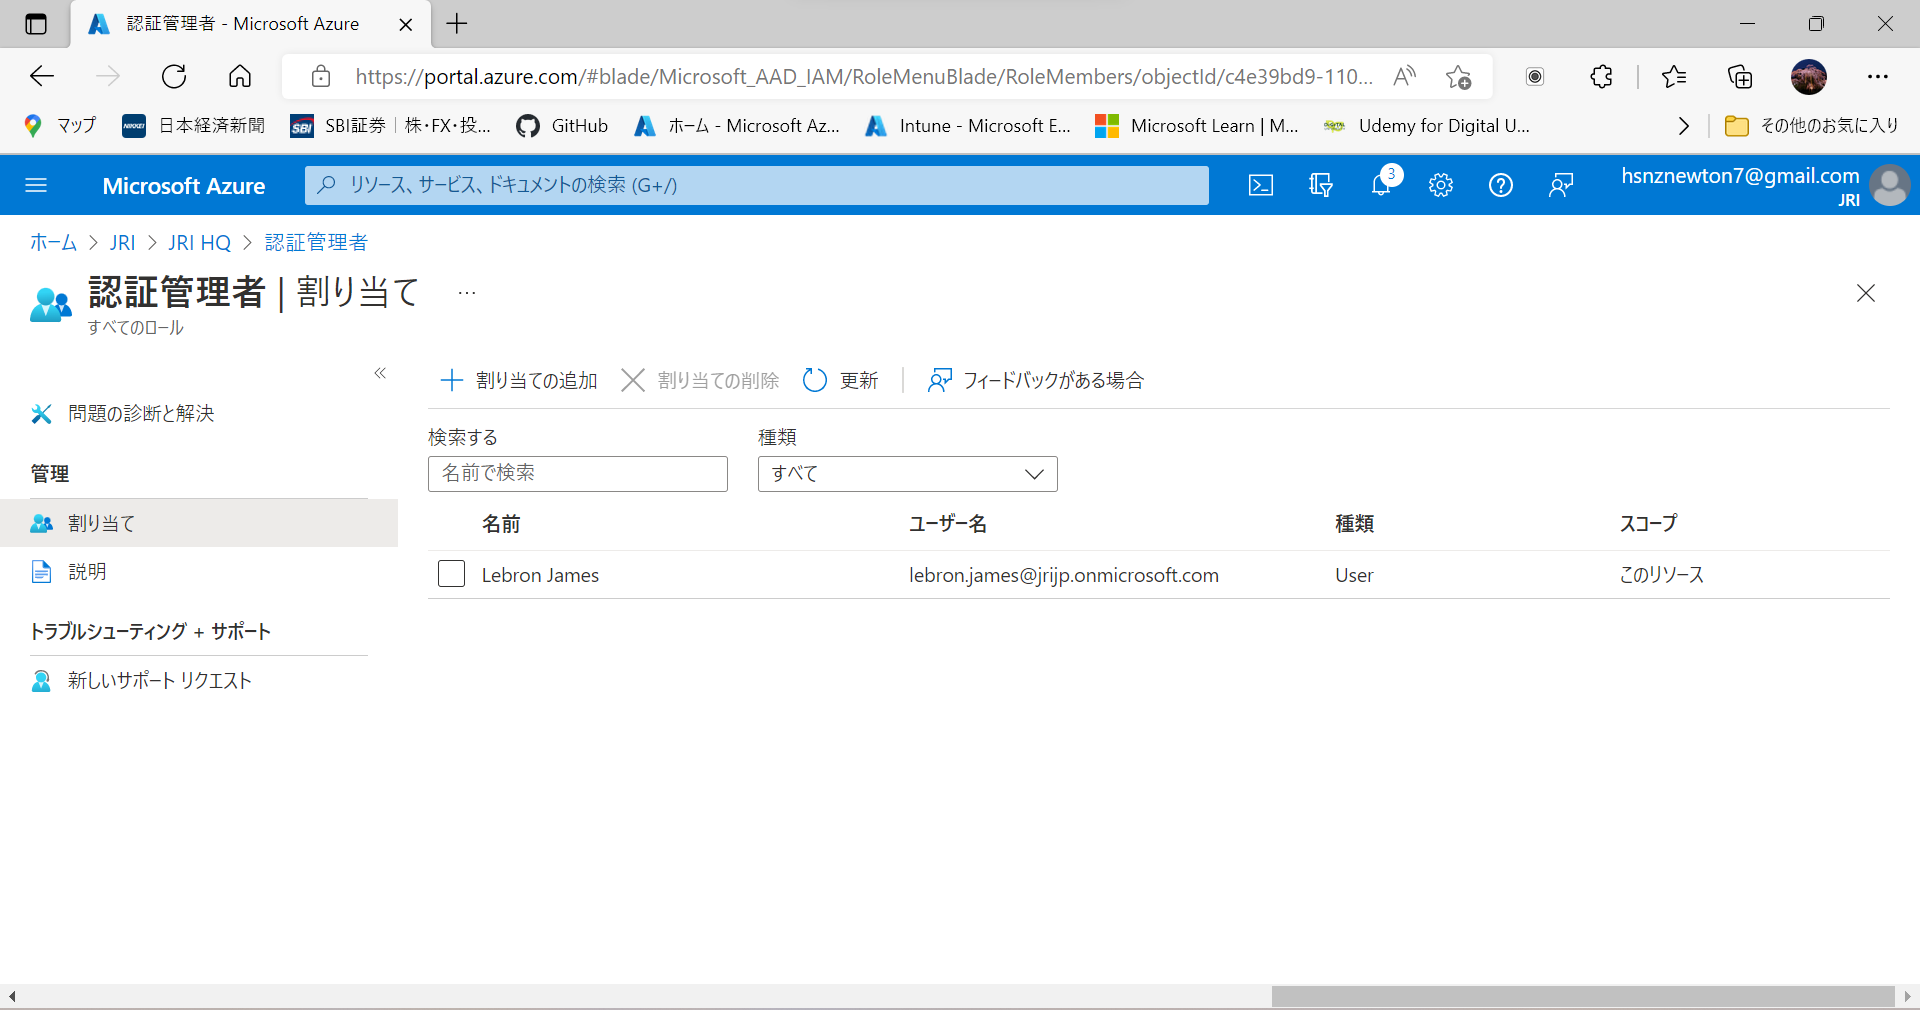 認証管理者 - Microsoft Azure
https://portal.azure.com/#blade/Microsoft_AAD_IAM/RoleMenuBlade/RoleMembers/objectId/c4e39bd9-110...
マップ
NIKKEI 日本経済新聞
SBI SBI証券｜株・FX・投...
GitHub
ホーム - Microsoft Az...
Intune - Microsoft E...
Microsoft Learn | M...
Udemy for Digital U...
その他のお気に入り
Microsoft Azure
リソース、サービス、ドキュメントの検索 (G+/)
3
hsnznewton7@gmail.com
JRI
ホーム > JRI > JRI HQ > 認証管理者
認証管理者 | 割り当て ...
すべてのロール
問題の診断と解決
管理
割り当て
説明
トラブルシューティング + サポート
新しいサポート リクエスト
割り当ての追加 割り当ての削除 更新 フィードバックがある場合
検索する 種類
名前で検索 すべて
名前 ユーザー名 種類 スコープ
Lebron James lebron.james@jrijp.onmicrosoft.com User このリソース